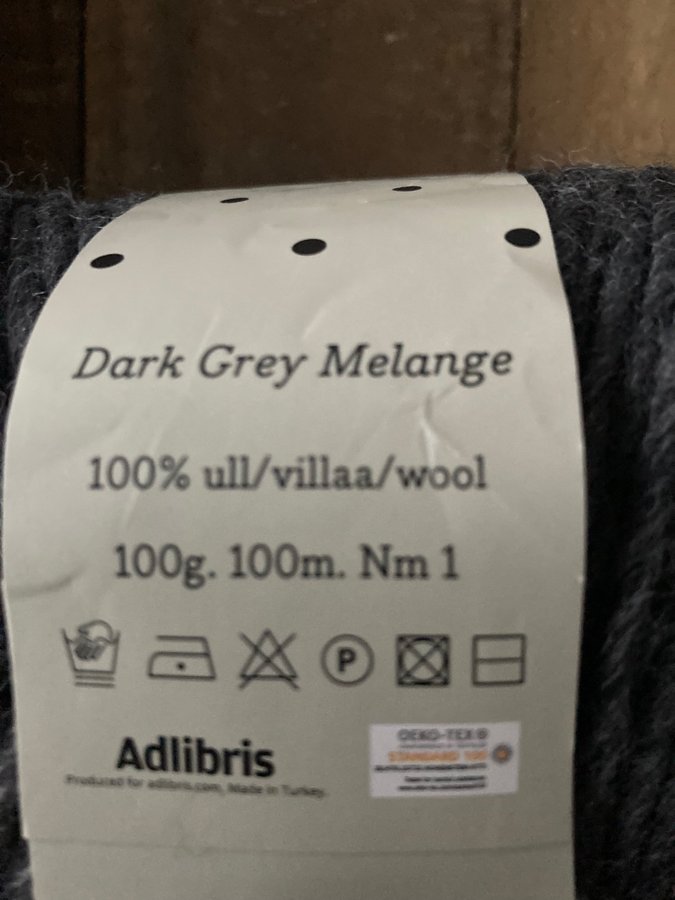 Dark Grey Melange
100% ull/villaa/wool
100g. 100m. Nm 1
P
Adlibris
Produced for adlibris.com, Made in Turkey.
OEKO-TEX®
STANDARD 100